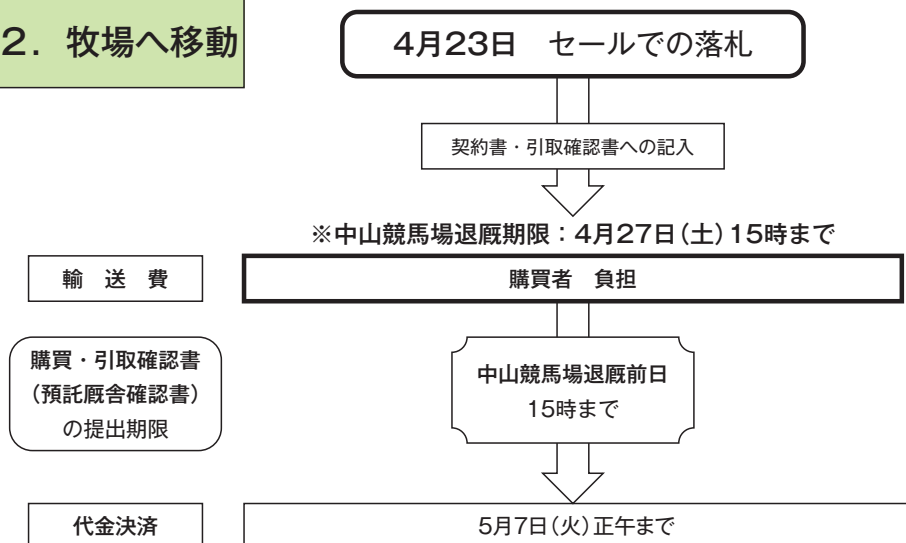 2．牧場へ移動
4月23日　セールでの落札
契約書・引取確認書への記入
※中山競馬場退厩期限：4月27日（土）15時まで
輸　送　費
購買者　負担
購買・引取確認書
（預託厩舎確認書）
の提出期限
中山競馬場退厩前日
15時まで
代金決済
5月7日（火）正午まで